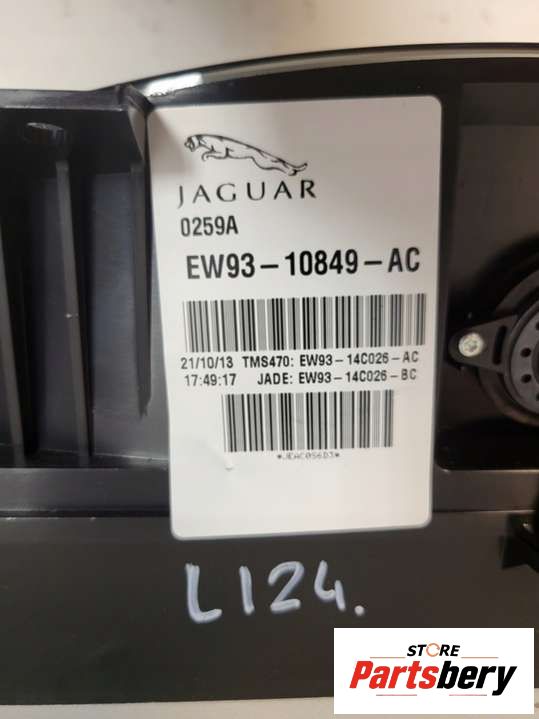 JAGUAR
0259A
EW93-10849-AC
21/10/13 TMS470: EW93-14C026-AC
17:49:17 JADE: EW93-14C026-BC
*JEAC0S6D3*
L124.
STORE
Partsbery